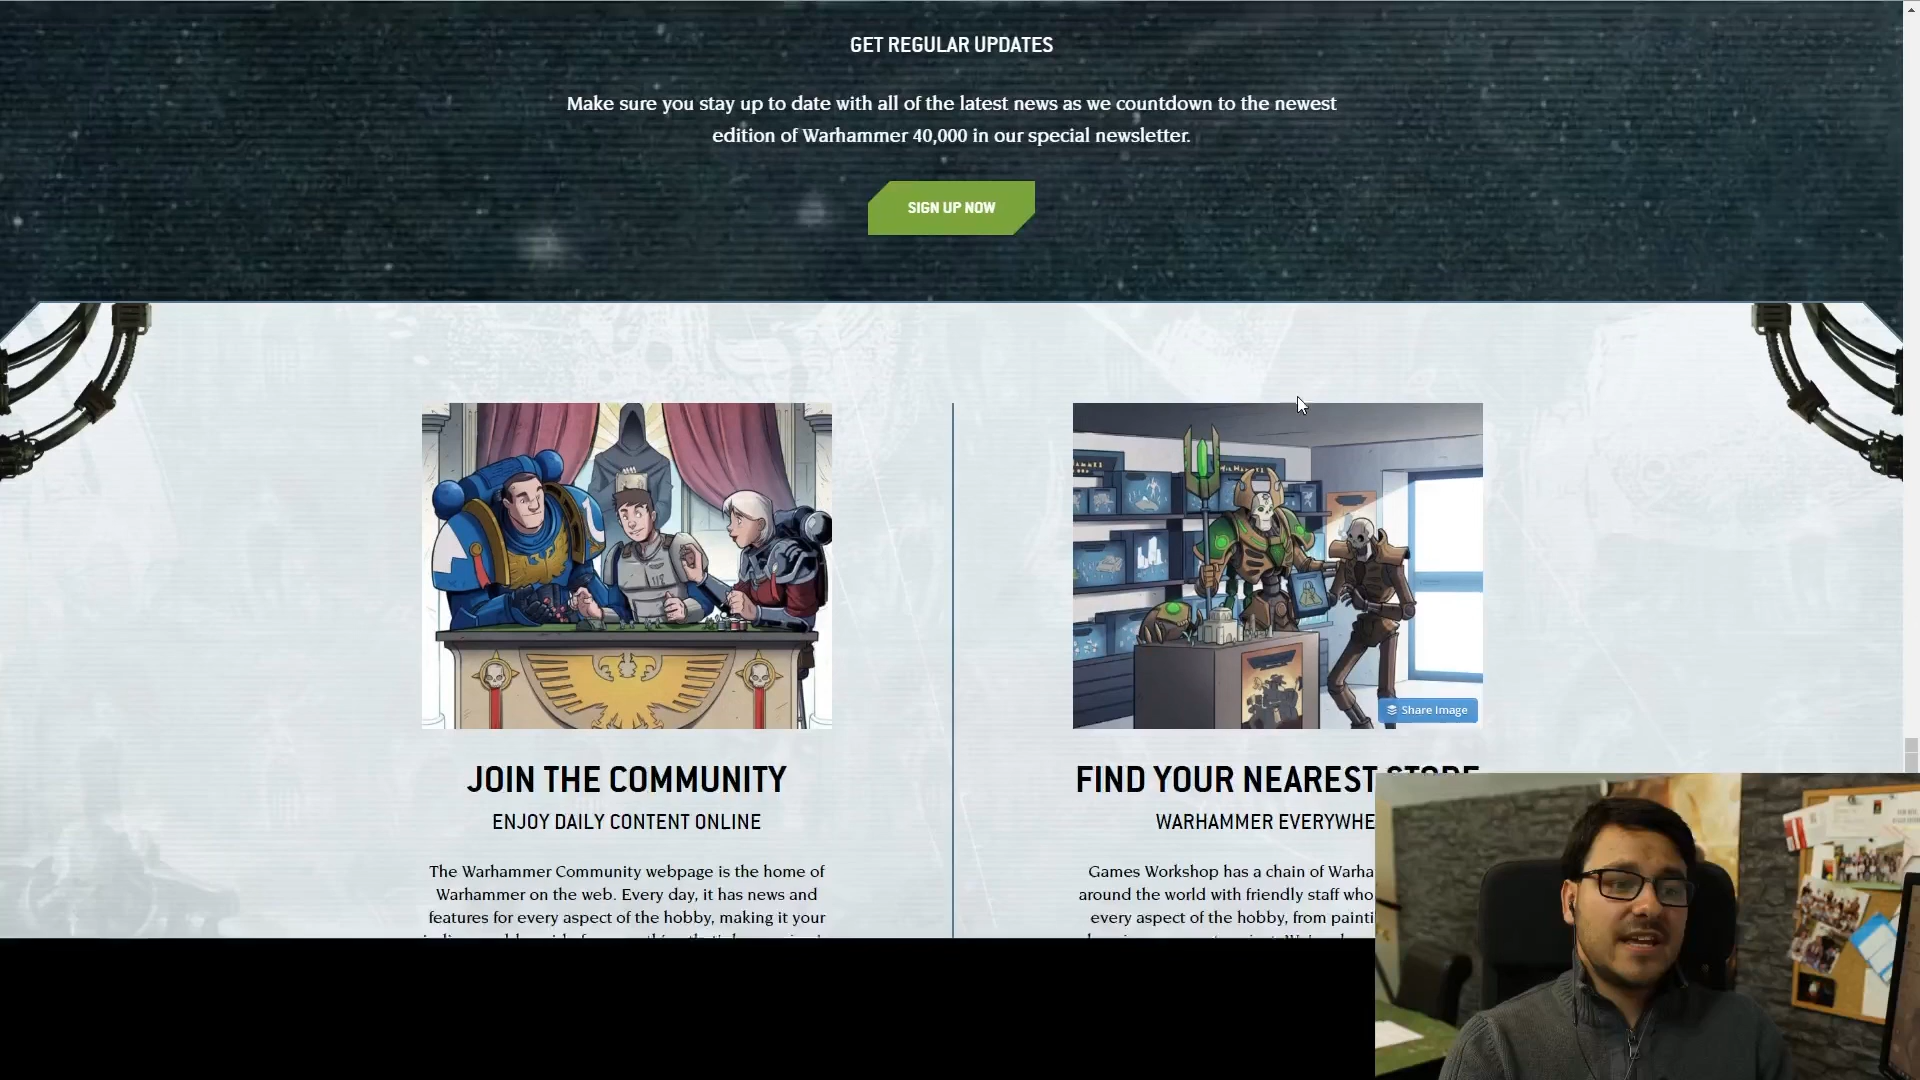 GET REGULAR UPDATES
Make sure you stay up to date with all of the latest news as we countdown to the newest
edition of Warhammer 40,000 in our special newsletter.
SIGN UP NOW
Share Image
JOIN THE COMMUNITY
ENJOY DAILY CONTENT ONLINE
The Warhammer Community webpage is the home of
Warhammer on the web. Every day, it has news and
features for every aspect of the hobby, making it your
FIND YOUR NEAREST STORE
WARHAMMER EVERYWHE
Games Workshop has a chain of Warha
around the world with friendly staff who
every aspect of the hobby, from painti